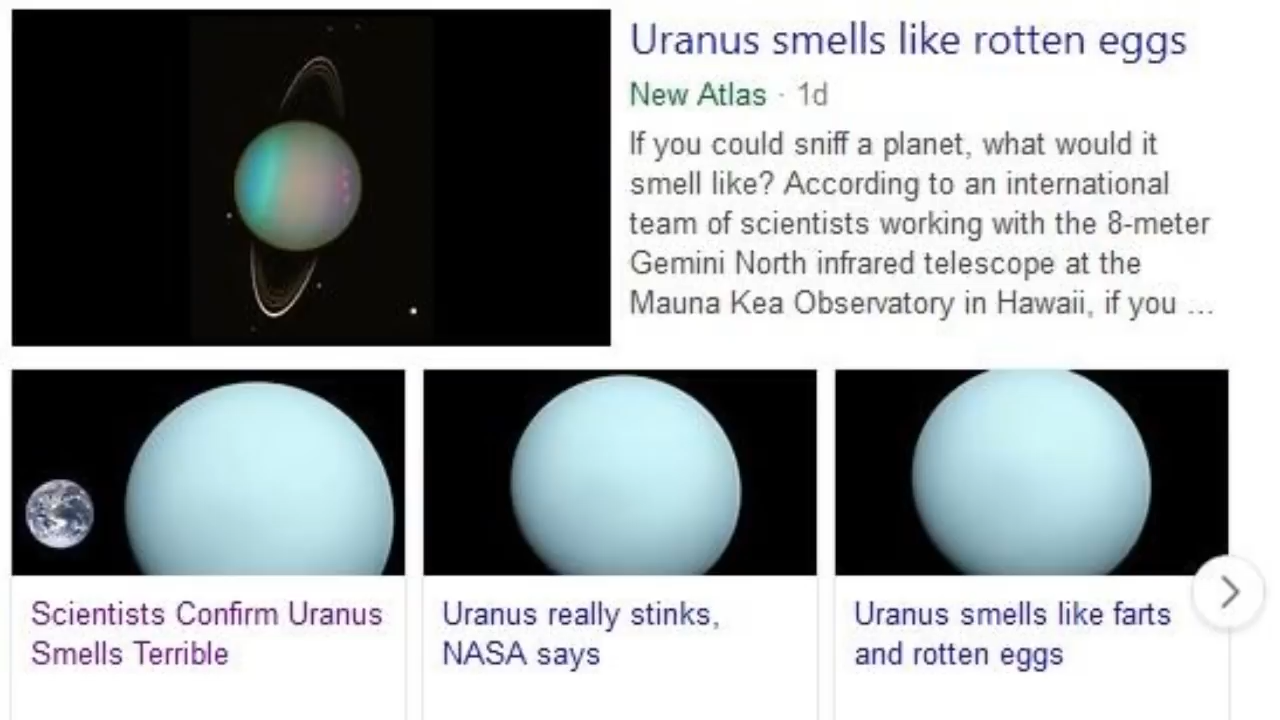 Uranus smells like rotten eggs
New Atlas · 1d
If you could sniff a planet, what would it
smell like? According to an international
team of scientists working with the 8-meter
Gemini North infrared telescope at the
Mauna Kea Observatory in Hawaii, if you ...
Scientists Confirm Uranus
Smells Terrible
Uranus really stinks,
NASA says
Uranus smells like farts
and rotten eggs